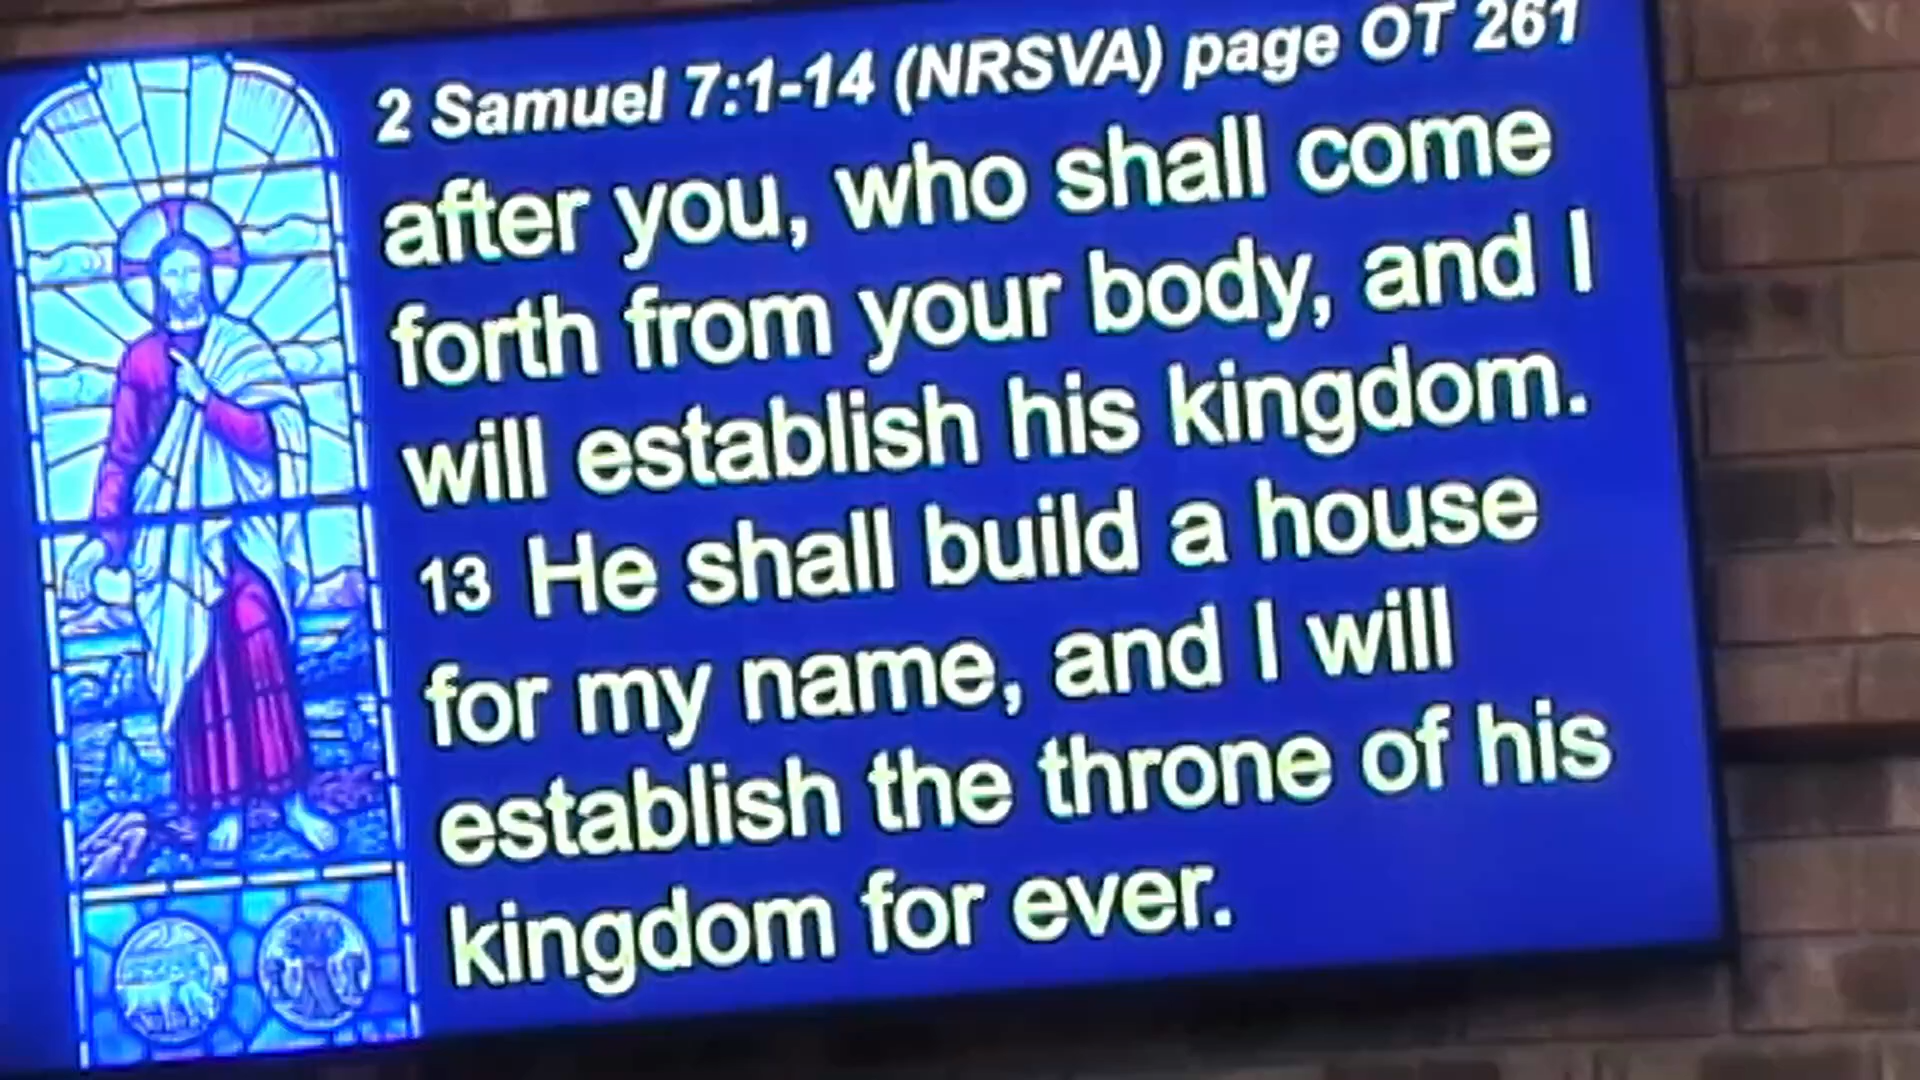 2 Samuel 7:1-14 (NRSVA) page OT 261
after you, who shall come
forth from your body, and I
will establish his kingdom.
13 He shall build a house
for my name, and I will
establish the throne of his
kingdom for ever.